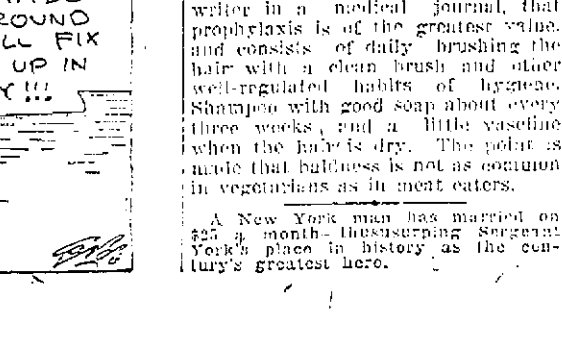 ROUND
LL FIX
UP IN
Y !!!
writer in a medical journal, that
prophylaxis is of the greatest value,
and consists of daily brushing the
hair with a clean brush and other
well-regulated habits of hygiene.
Shampoo with good soap about every
three weeks, and a little vaseline
when the hair is dry. The point is
made that baldness is not as common
in vegetarians as in meat eaters.
A New York man has married on
$25 a month—thususurping Sergeant
York's place in history as the cen-
tury's greatest hero.